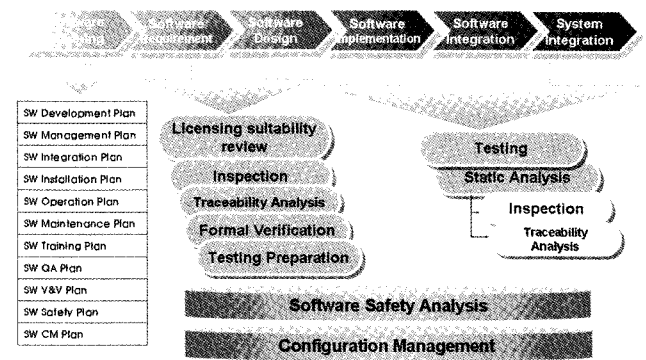 Software
Requirement
Software
Design
Software
Implementation
Software
Integration
System
Integration
SW Development Plan
SW Management Plan
SW Integration Plan
SW Installation Plan
SW Operation Plan
SW Maintenance Plan
SW Training Plan
SW QA Plan
SW V&V Plan
SW Safety Plan
SW CM Plan
Licensing suitability
review
Inspection
Traceability Analysis
Formal Verification
Testing Preparation
Testing
Static Analysis
Inspection
Traceability
Analysis
Software Safety Analysis
Configuration Management